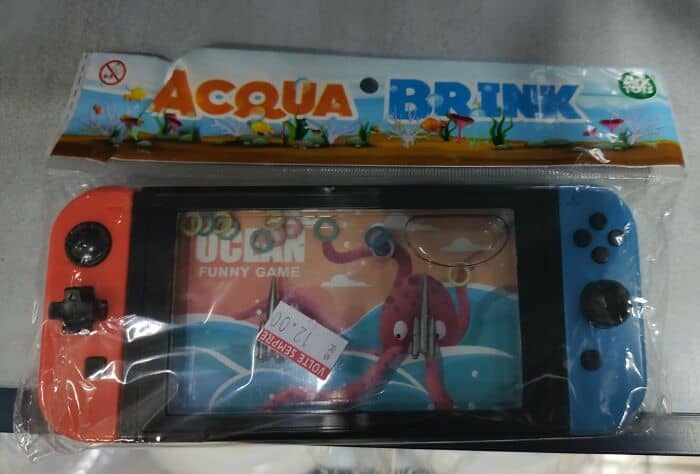 ACQUA BRINK
OCEAN
FUNNY GAME
R$
12.00
VOLTE SEMPRE